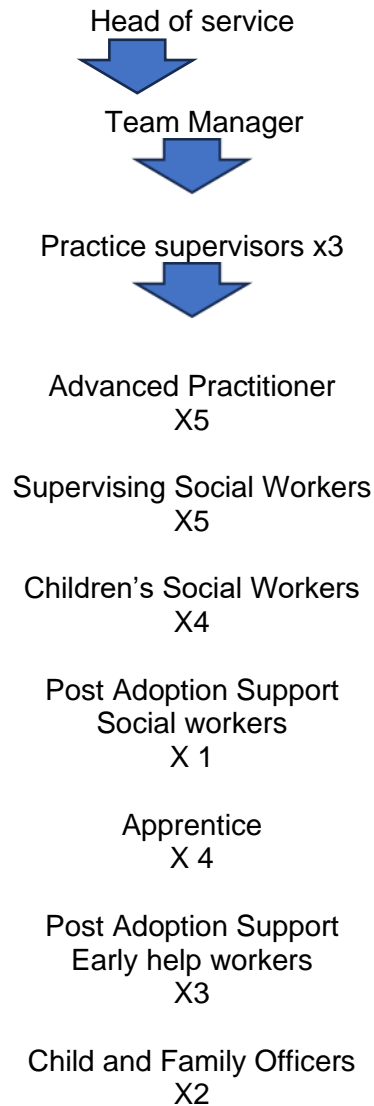 Head of service
Team Manager
Practice supervisors x3
Advanced Practitioner
X5
Supervising Social Workers
X5
Children's Social Workers
X4
Post Adoption Support
Social workers
X 1
Apprentice
X 4
Post Adoption Support
Early help workers
X3
Child and Family Officers
X2